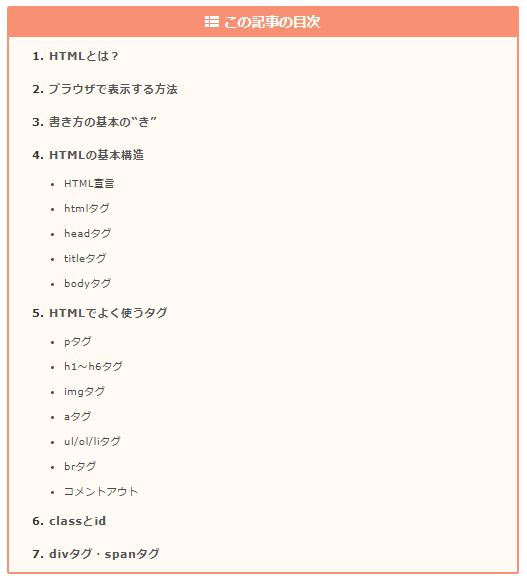 この記事の目次
1. HTMLとは？
2. ブラウザで表示する方法
3. 書き方の基本の“き”
4. HTMLの基本構造
• HTML宣言
• htmlタグ
• headタグ
• titleタグ
• bodyタグ
5. HTMLでよく使うタグ
• pタグ
• h1〜h6タグ
• imgタグ
• aタグ
• ul/ol/liタグ
• brタグ
• コメントアウト
6. classとid
7. divタグ・spanタグ